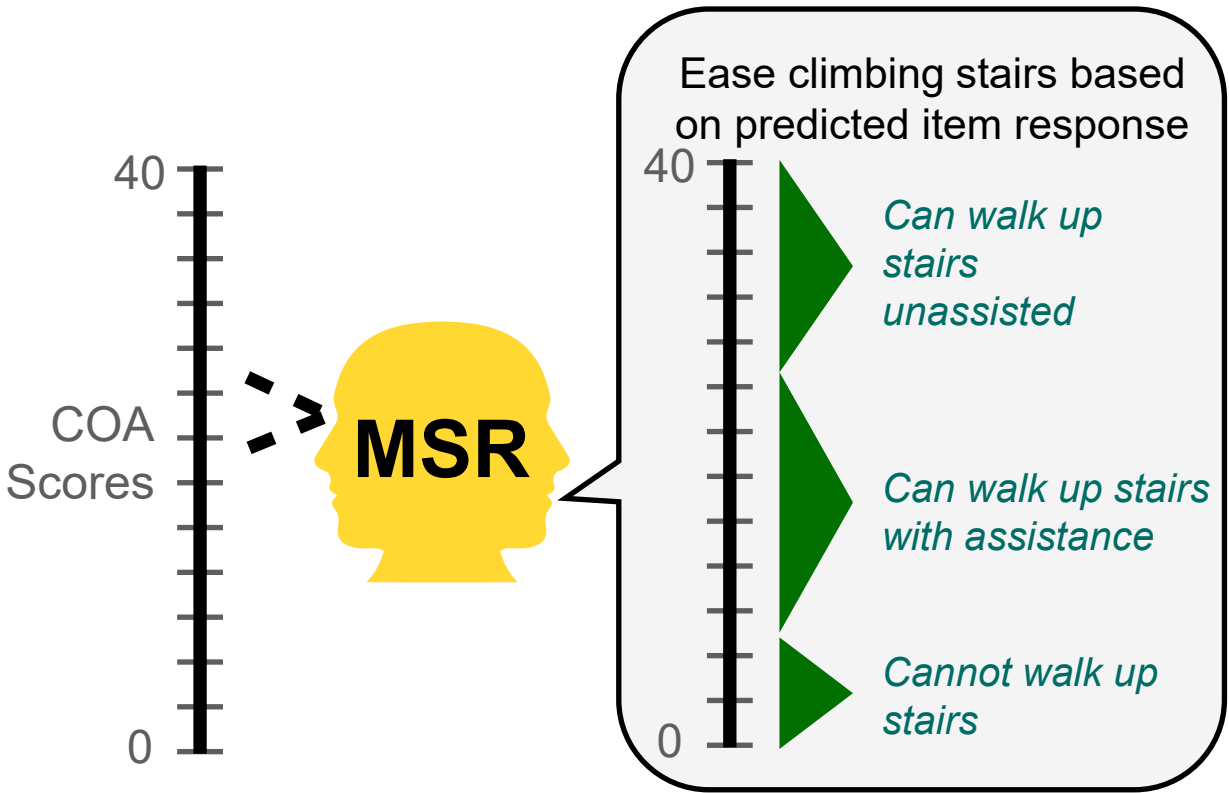 40
COA
Scores
0
MSR
Ease climbing stairs based
on predicted item response
40
Can walk up
stairs
unassisted
Can walk up stairs
with assistance
Cannot walk up
stairs
0